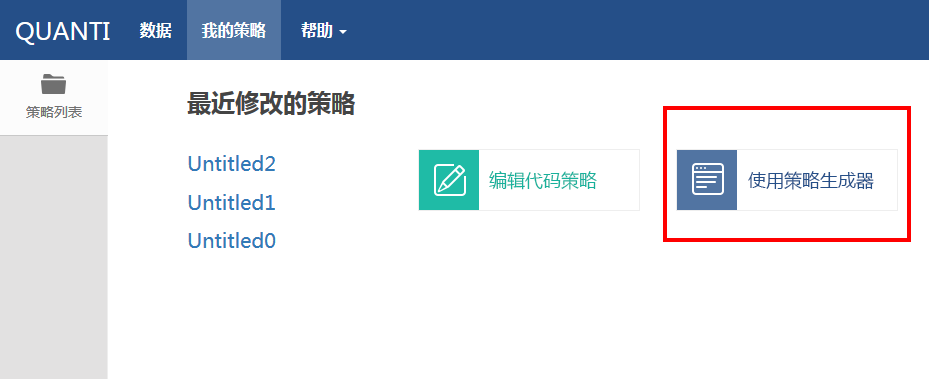 QUANTI 数据 我的策略 帮助
策略列表
最近修改的策略
Untitled2
Untitled1
Untitled0
编辑代码策略
使用策略生成器